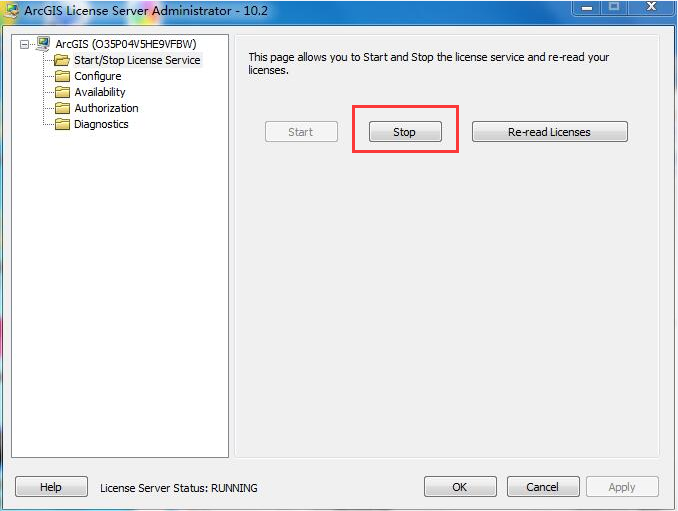 ArcGIS License Server Administrator - 10.2
ArcGIS (O35P04V5HE9VFBW)
Start/Stop License Service
Configure
Availability
Authorization
Diagnostics
This page allows you to Start and Stop the license service and re-read your
licenses.
Start Stop Re-read Licenses
Help License Server Status: RUNNING OK Cancel Apply